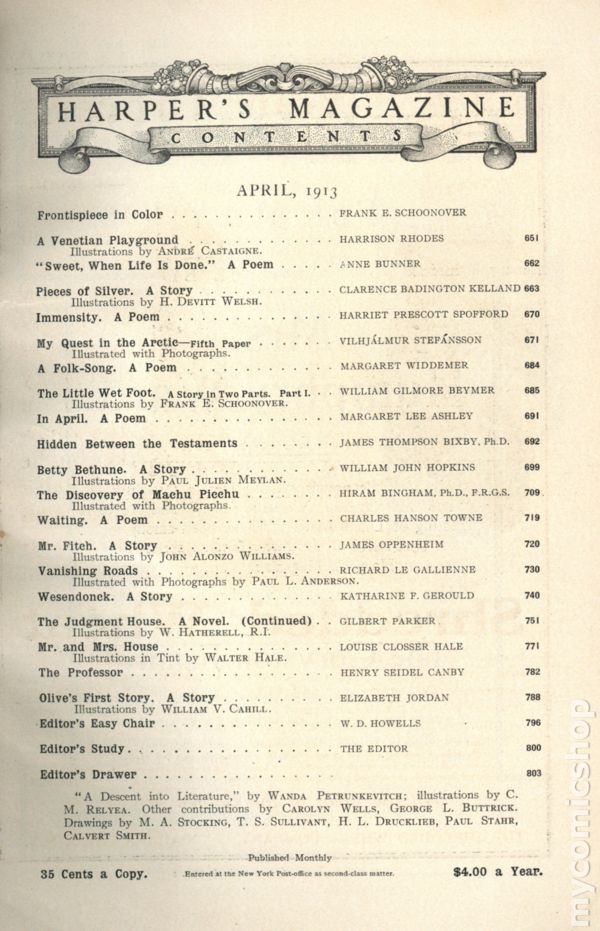 HARPER'S MAGAZINE
CONTENTS
APRIL, 1913
Frontispiece in Color . . . . . . . . . . . . . . FRANK E. SCHOONOVER
A Venetian Playground . . . . . . . . . . . . . HARRISON RHODES 651
Illustrations by ANDRÉ CASTAIGNE.
"Sweet, When Life Is Done." A Poem . . . . . ANNE BUNNER 662
Pieces of Silver. A Story . . . . . . . . . . . . CLARENCE BADINGTON KELLAND 663
Illustrations by H. DEVITT WELSH.
Immensity. A Poem . . . . . . . . . . . . . HARRIET PRESCOTT SPOFFORD 670
My Quest in the Arctic—Fifth Paper . . . . . . . VILHJÁLMUR STEFÁNSSON 671
Illustrated with Photographs.
A Folk-Song. A Poem . . . . . . . . . . . . MARGARET WIDDEMER 684
The Little Wet Foot. A Story in Two Parts. Part I. . . WILLIAM GILMORE BEYMER 685
Illustrations by FRANK E. SCHOONOVER.
In April. A Poem . . . . . . . . . . . . . . MARGARET LEE ASHLEY 691
Hidden Between the Testaments . . . . . . . . JAMES THOMPSON BIXBY, Ph.D. 692
Betty Bethune. A Story . . . . . . . . . . . . WILLIAM JOHN HOPKINS 699
Illustrations by PAUL JULIEN MEYLAN.
The Discovery of Machu Picchu . . . . . . . . HIRAM BINGHAM, Ph.D., F.R.G.S. 709
Illustrated with Photographs.
Waiting. A Poem . . . . . . . . . . . . . . CHARLES HANSON TOWNE 719
Mr. Fitch. A Story . . . . . . . . . . . . . . JAMES OPPENHEIM 720
Illustrations by JOHN ALONZO WILLIAMS.
Vanishing Roads . . . . . . . . . . . . . . . RICHARD LE GALLIENNE 730
Illustrated with Photographs by PAUL L. ANDERSON.
Wesendonck. A Story . . . . . . . . . . . . . KATHARINE F. GEROULD 740
The Judgment House. A Novel. (Continued) . . GILBERT PARKER 751
Illustrations by W. HATHERELL, R.I.
Mr. and Mrs. House . . . . . . . . . . . . . LOUISE CLOSSER HALE 771
Illustrations in Tint by WALTER HALE.
The Professor . . . . . . . . . . . . . . . . HENRY SEIDEL CANBY 782
Olive's First Story. A Story . . . . . . . . . ELIZABETH JORDAN 788
Illustrations by WILLIAM V. CAHILL.
Editor's Easy Chair . . . . . . . . . . . . . . W. D. HOWELLS 796
Editor's Study . . . . . . . . . . . . . . . . THE EDITOR 800
Editor's Drawer . . . . . . . . . . . . . . . 803
"A Descent into Literature," by WANDA PETRUNKEVITCH; illustrations by C.
M. RELYEA. Other contributions by CAROLYN WELLS, GEORGE L. BUTTRICK.
Drawings by M. A. STOCKING, T. S. SULLIVANT, H. L. DRUCKLIEB, PAUL STAHR,
CALVERT SMITH.
Published Monthly
35 Cents a Copy. Entered at the New York Post-office as second-class matter. $4.00 a Year.
mycomicshop